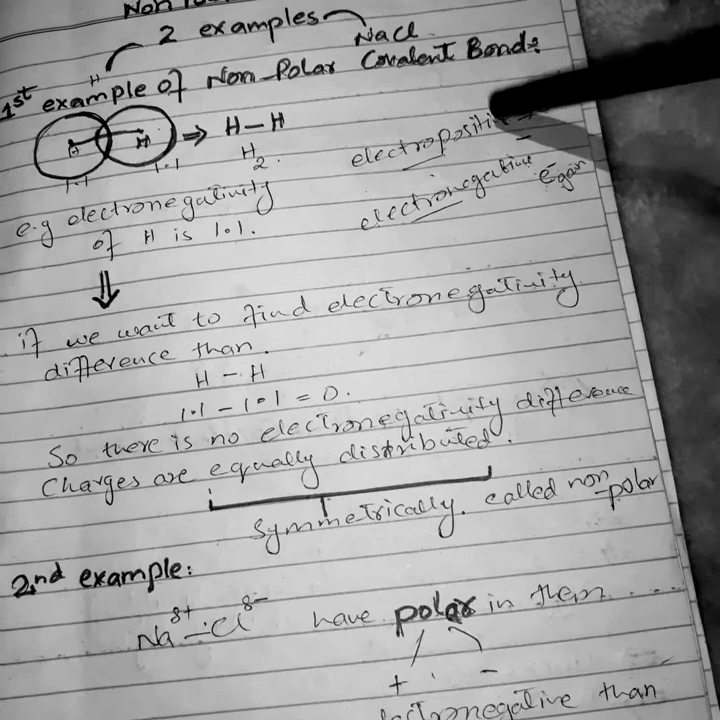 Non
2 examples
H NaCl
1st example of Non-Polar Covalent Bond:
H H ⇒ H-H
1.1 1.1 H2.
electropositive
electronegative
e⁻ gain
e.g electronegativity
of H is 1.1.
⇓
if we want to find electronegativity
difference than.
H - H
1.1 - 1.1 = 0.
So there is no electronegativity difference
Charges are equally distributed.
Symmetrically. called non-polar
2nd example:
Na^δ+ - Cl^δ- have polar in them ....
+ -
electronegative than